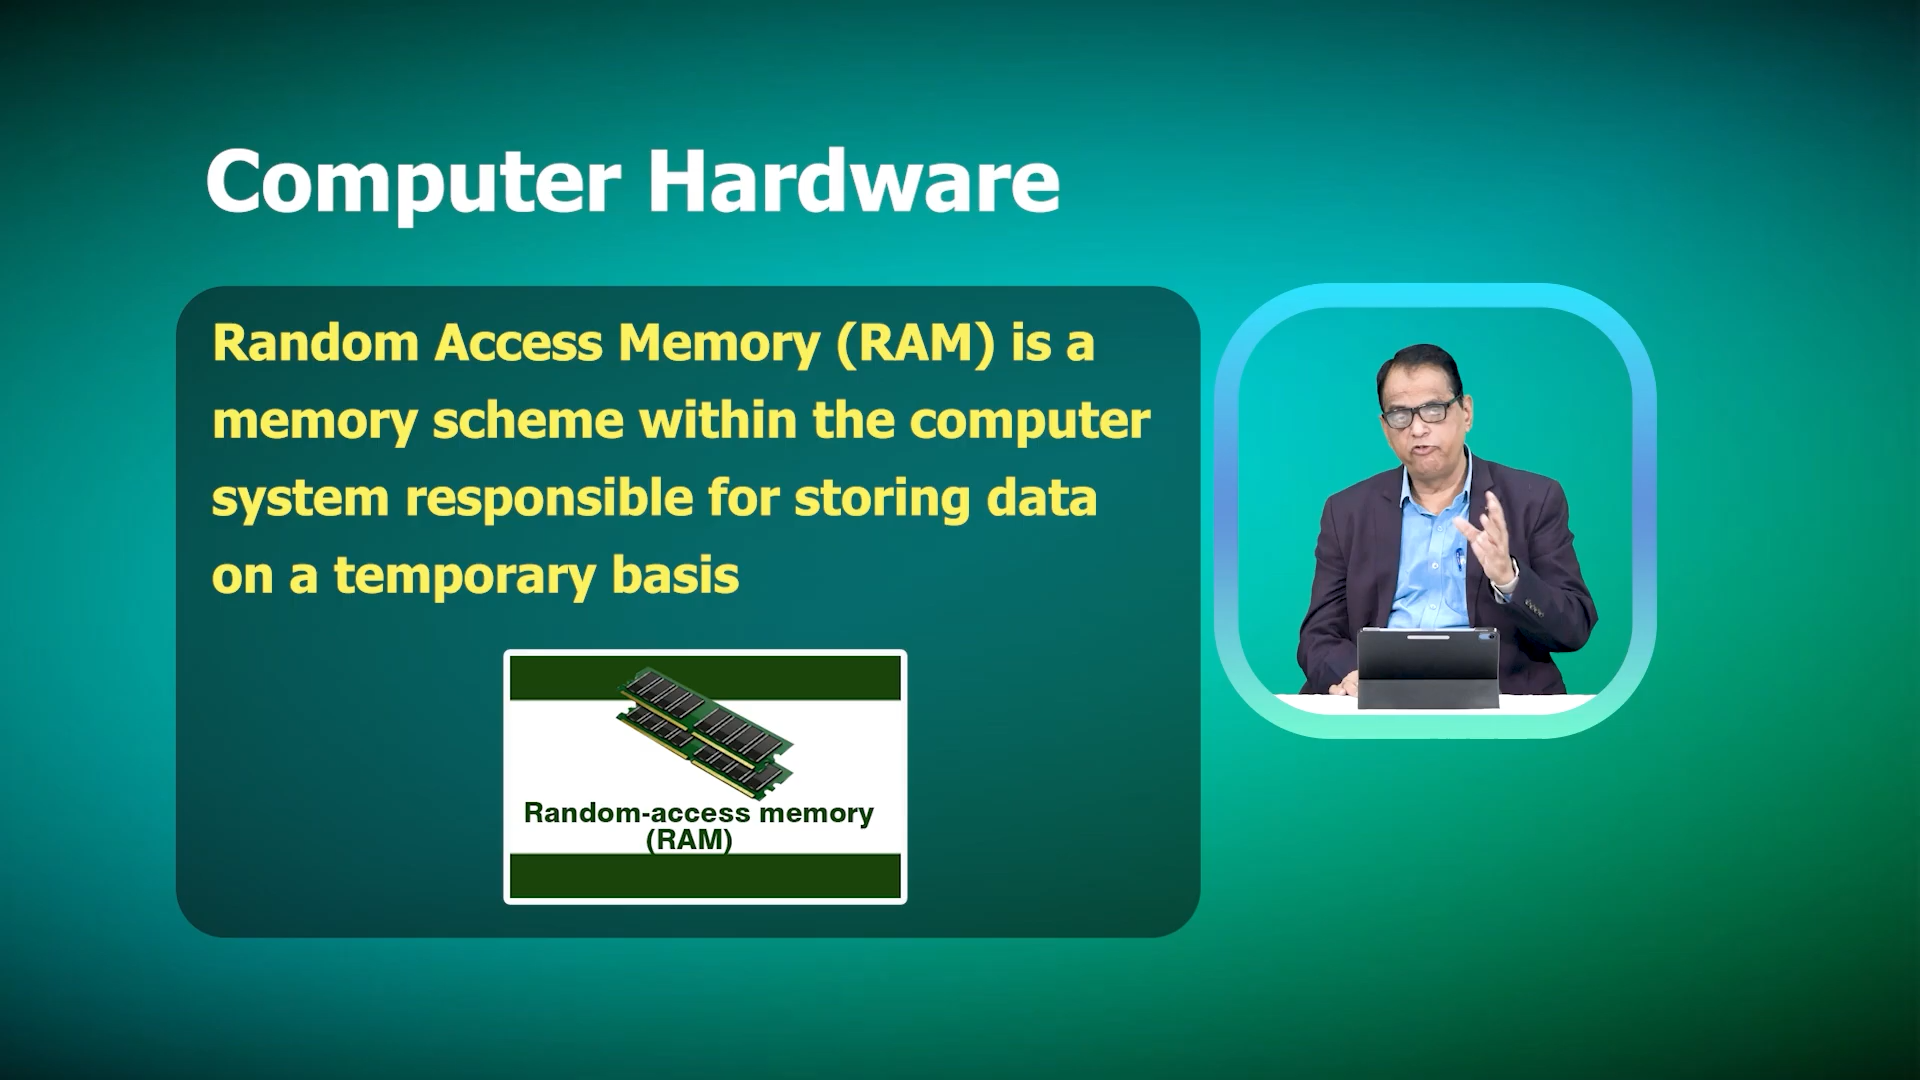 Computer Hardware
Random Access Memory (RAM) is a
memory scheme within the computer
system responsible for storing data
on a temporary basis
Random-access memory
(RAM)